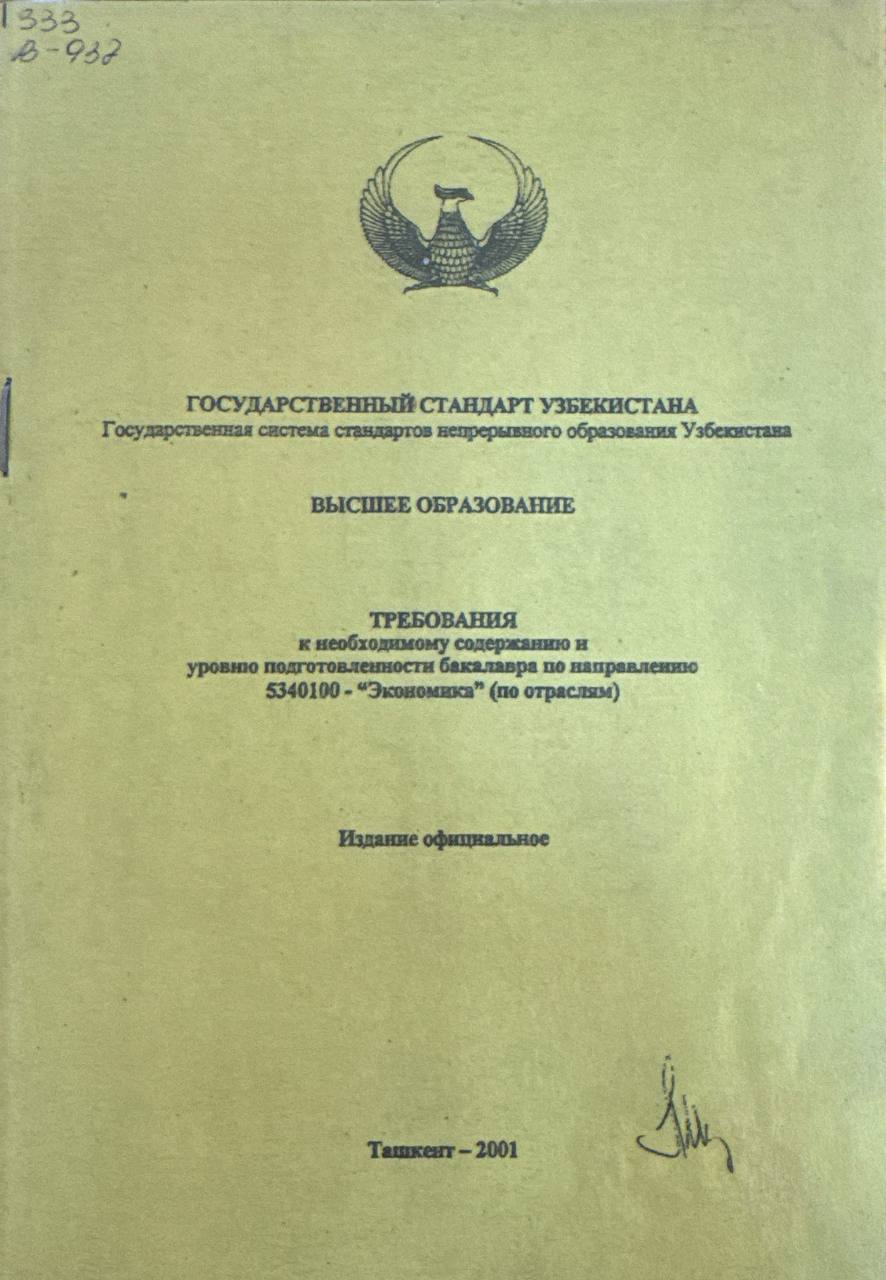 333
В-937
ГОСУДАРСТВЕННЫЙ СТАНДАРТ УЗБЕКИСТАНА
Государственная система стандартов непрерывного образования Узбекистана
ВЫСШЕЕ ОБРАЗОВАНИЕ
ТРЕБОВАНИЯ
к необходимому содержанию и
уровню подготовленности бакалавра по направлению
5340100 - “Экономика” (по отраслям)
Издание официальное
Ташкент – 2001